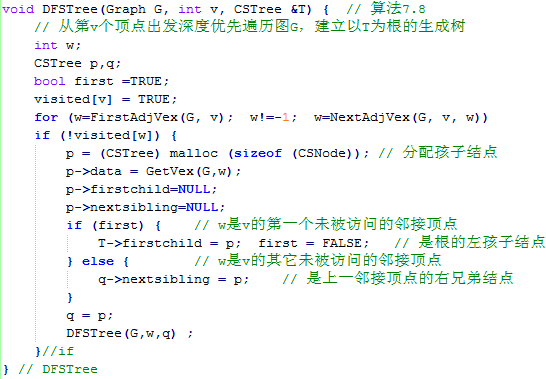 void DFSTree(Graph G, int v, CSTree &T) {  // 算法7.8
// 从第v个顶点出发深度优先遍历图G，建立以T为根的生成树
int w;
CSTree p,q;
bool first =TRUE;
visited[v] = TRUE;
for (w=FirstAdjVex(G, v);  w!=-1;  w=NextAdjVex(G, v, w))
if (!visited[w]) {
p = (CSTree) malloc (sizeof (CSNode)); // 分配孩子结点
p->data = GetVex(G,w);
p->firstchild=NULL;
p->nextsibling=NULL;
if (first) {    // w是v的第一个未被访问的邻接顶点
T->firstchild = p;  first = FALSE;   // 是根的左孩子结点
} else {        // w是v的其它未被访问的邻接顶点
q->nextsibling = p;    // 是上一邻接顶点的右兄弟结点
}
q = p;
DFSTree(G,w,q) ;
}//if
} // DFSTree